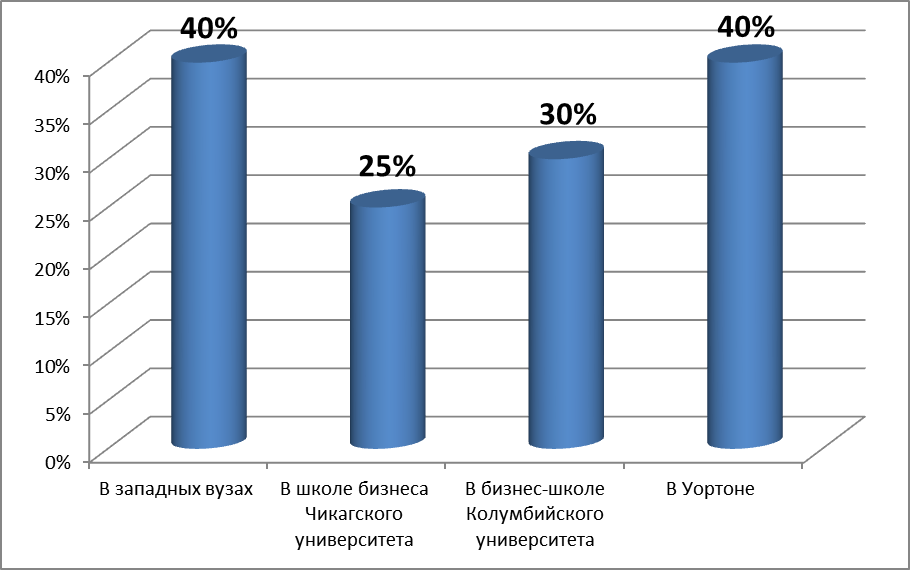 40%
40%
30%
25%
40%
35%
30%
25%
20%
15%
10%
5%
0%
В западных вузах
В школе бизнеса
Чикагского
университета
В бизнес-школе
Колумбийского
университета
В Уортоне